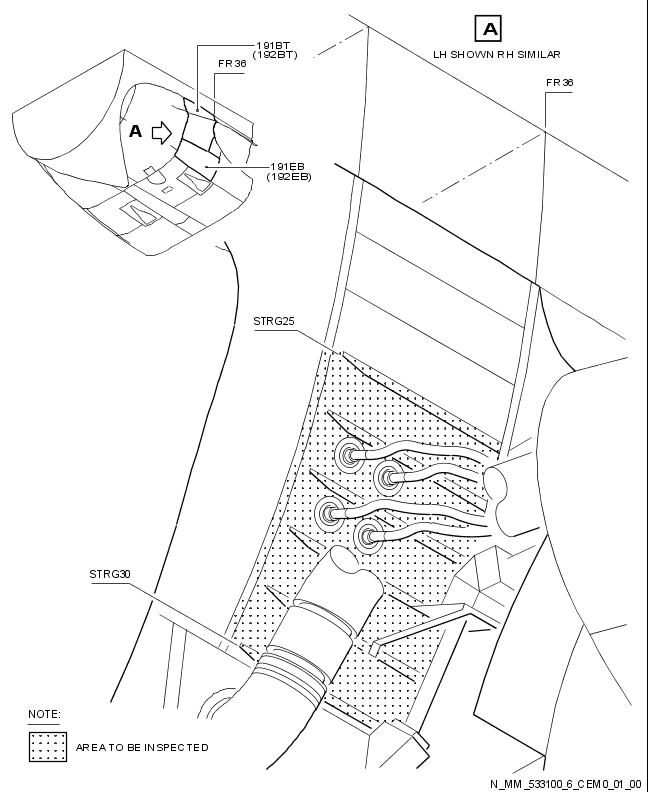 A
LH SHOWN RH SIMILAR
191BT
(192BT)
FR36
FR36
A
191EB
(192EB)
STRG25
STRG30
NOTE:
AREA TO BE INSPECTED
N_MM_533100_6_CEM0_01_00